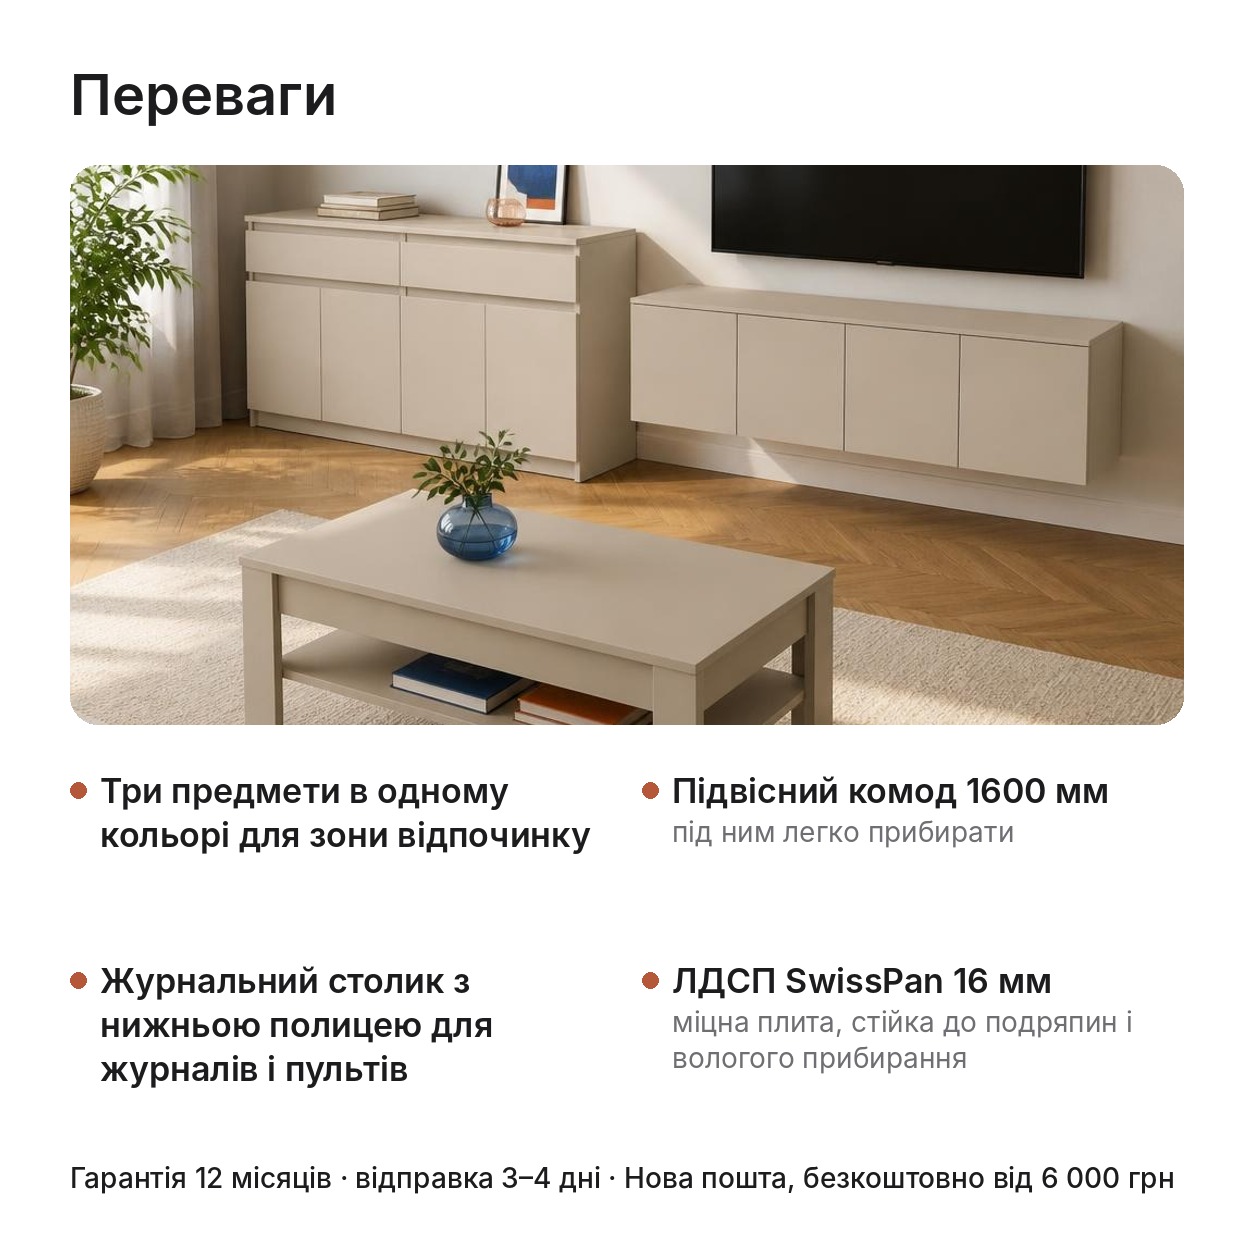 Переваги
Три предмети в одному
кольорі для зони відпочинку
Підвісний комод 1600 мм
під ним легко прибирати
Журнальний столик з
нижньою полицею для
журналів і пультів
ЛДСП SwissPan 16 мм
міцна плита, стійка до подряпин і
вологого прибирання
Гарантія 12 місяців · відправка 3–4 дні · Нова пошта, безкоштовно від 6 000 грн